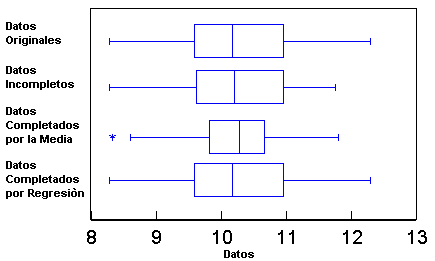 Datos
Originales
Datos
Incompletos
Datos
Completados
por la Media
*
Datos
Completados
por Regresiòn
8 9 10 11 12 13
Datos